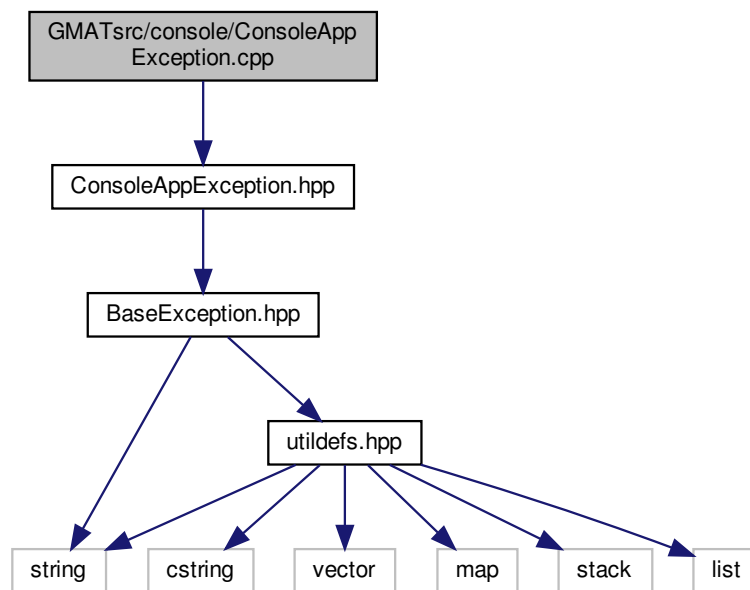 GMATsrc/console/ConsoleApp
Exception.cpp
ConsoleAppException.hpp
BaseException.hpp
utildefs.hpp
string
cstring
vector
map
stack
list